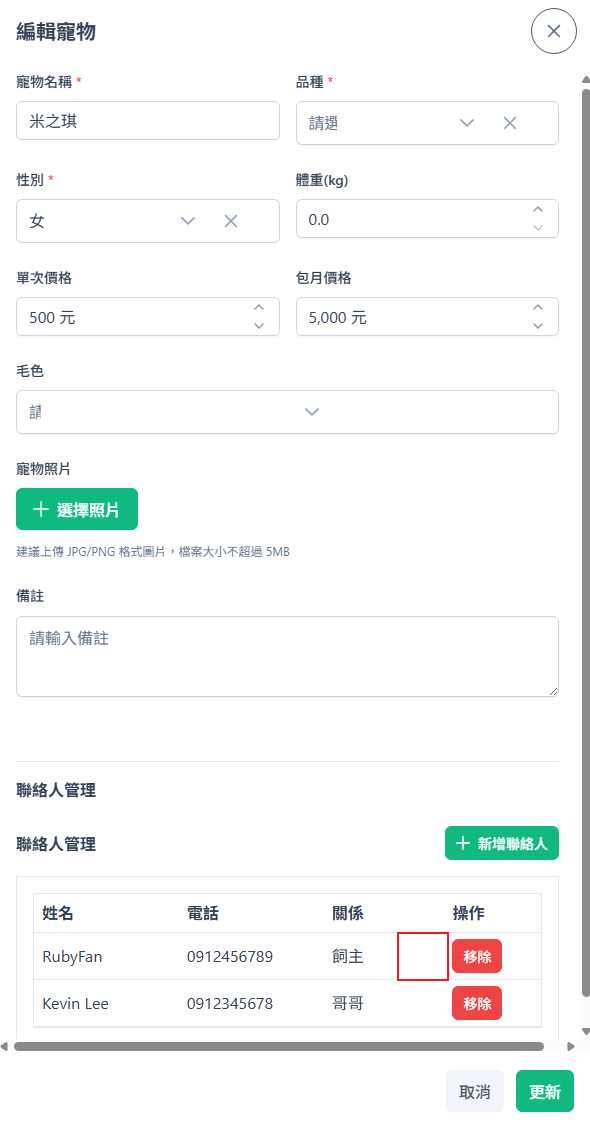 編輯寵物
寵物名稱 * 品種 *
米之琪 請選
性別 * 體重(kg)
女 0.0
單次價格 包月價格
500 元 5,000 元
毛色
寵物照片
選擇照片
建議上傳 JPG/PNG 格式圖片，檔案大小不超過 5MB
備註
請輸入備註
聯絡人管理
聯絡人管理 新增聯絡人
姓名 電話 關係 操作
RubyFan 0912456789 飼主 移除
Kevin Lee 0912345678 哥哥 移除
取消 更新